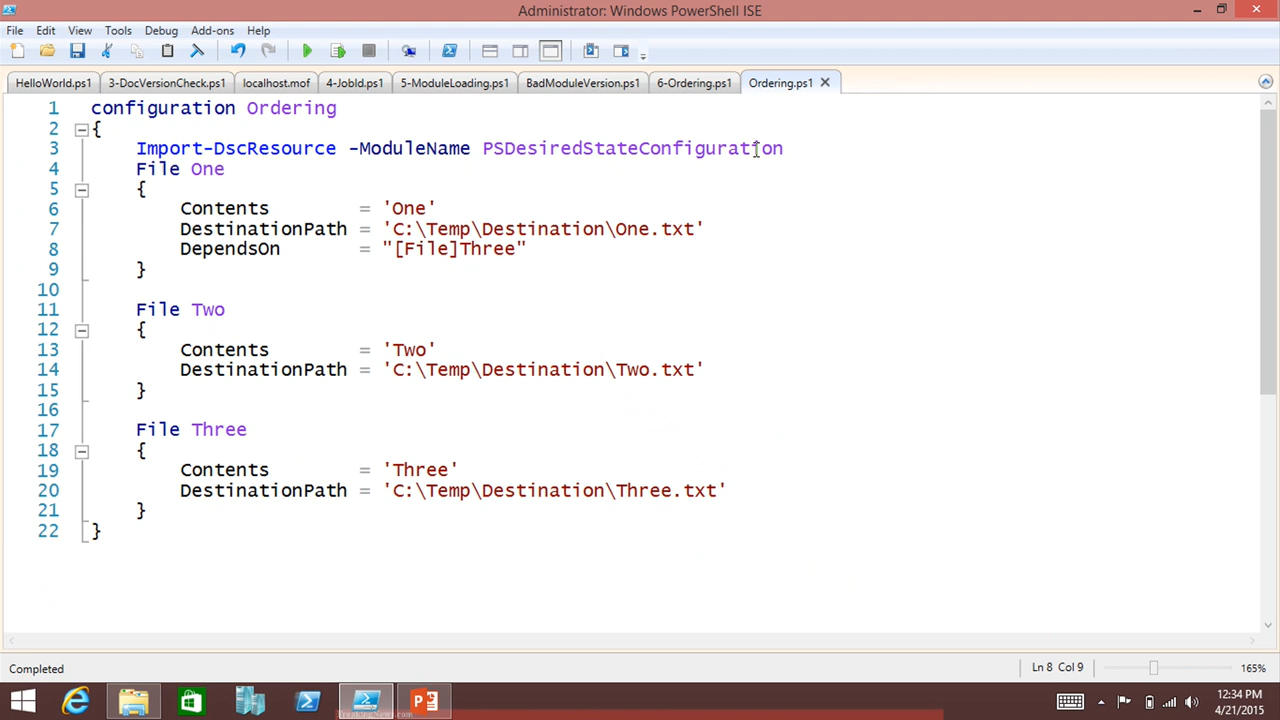 Administrator: Windows PowerShell ISE
File Edit View Tools Debug Add-ons Help
HelloWorld.ps1 3-DocVersionCheck.ps1 localhost.mof 4-JobId.ps1 5-ModuleLoading.ps1 BadModuleVersion.ps1 6-Ordering.ps1 Ordering.ps1
1 configuration Ordering
2 {
3 Import-DscResource -ModuleName PSDesiredStateConfiguration
4 File One
5 {
6 Contents = 'One'
7 DestinationPath = 'C:\Temp\Destination\One.txt'
8 DependsOn = "[File]Three"
9 }
10
11 File Two
12 {
13 Contents = 'Two'
14 DestinationPath = 'C:\Temp\Destination\Two.txt'
15 }
16
17 File Three
18 {
19 Contents = 'Three'
20 DestinationPath = 'C:\Temp\Destination\Three.txt'
21 }
22 }
Completed Ln 8 Col 9 165%
12:34 PM
4/21/2015